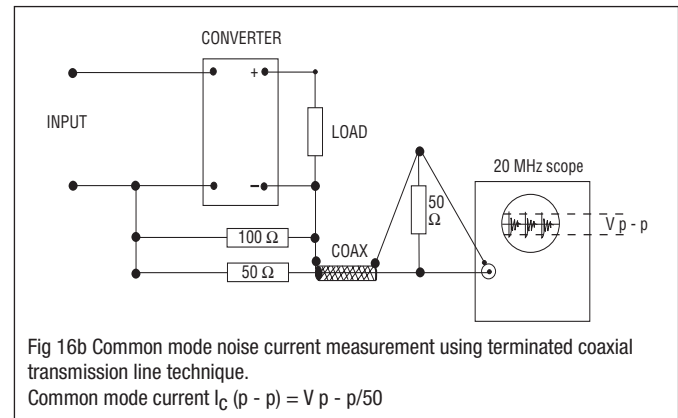 CONVERTER
+
INPUT
LOAD
–
20 MHz scope
50
Ω
V p - p
100 Ω
COAX
50 Ω
Fig 16b Common mode noise current measurement using terminated coaxial
transmission line technique.
Common mode current I_C (p - p) = V p - p/50